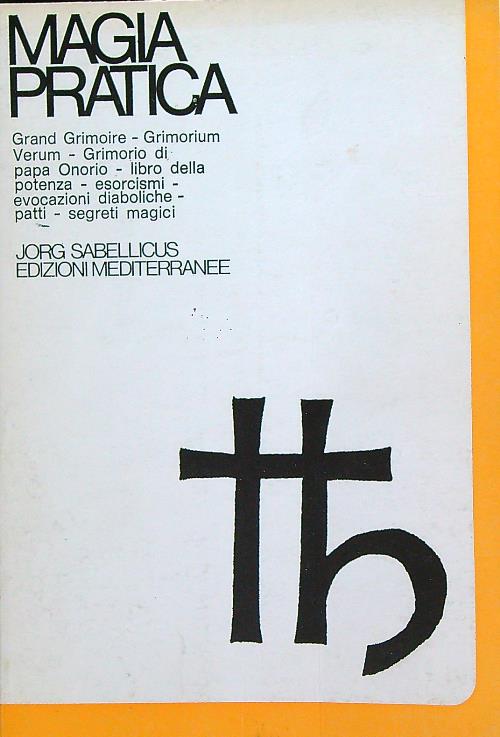 MAGIA
PRATICA
Grand Grimoire - Grimorium
Verum - Grimorio di
papa Onorio - libro della
potenza - esorcismi -
evocazioni diaboliche -
patti - segreti magici
JORG SABELLICUS
EDIZIONI MEDITERRANEE